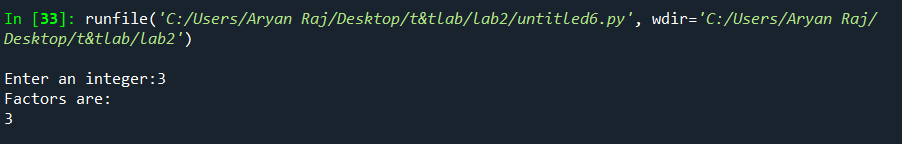 In [33]: runfile('C:/Users/Aryan Raj/Desktop/t&tlab/lab2/untitled6.py', wdir='C:/Users/Aryan Raj/
Desktop/t&tlab/lab2')
Enter an integer:3
Factors are:
3